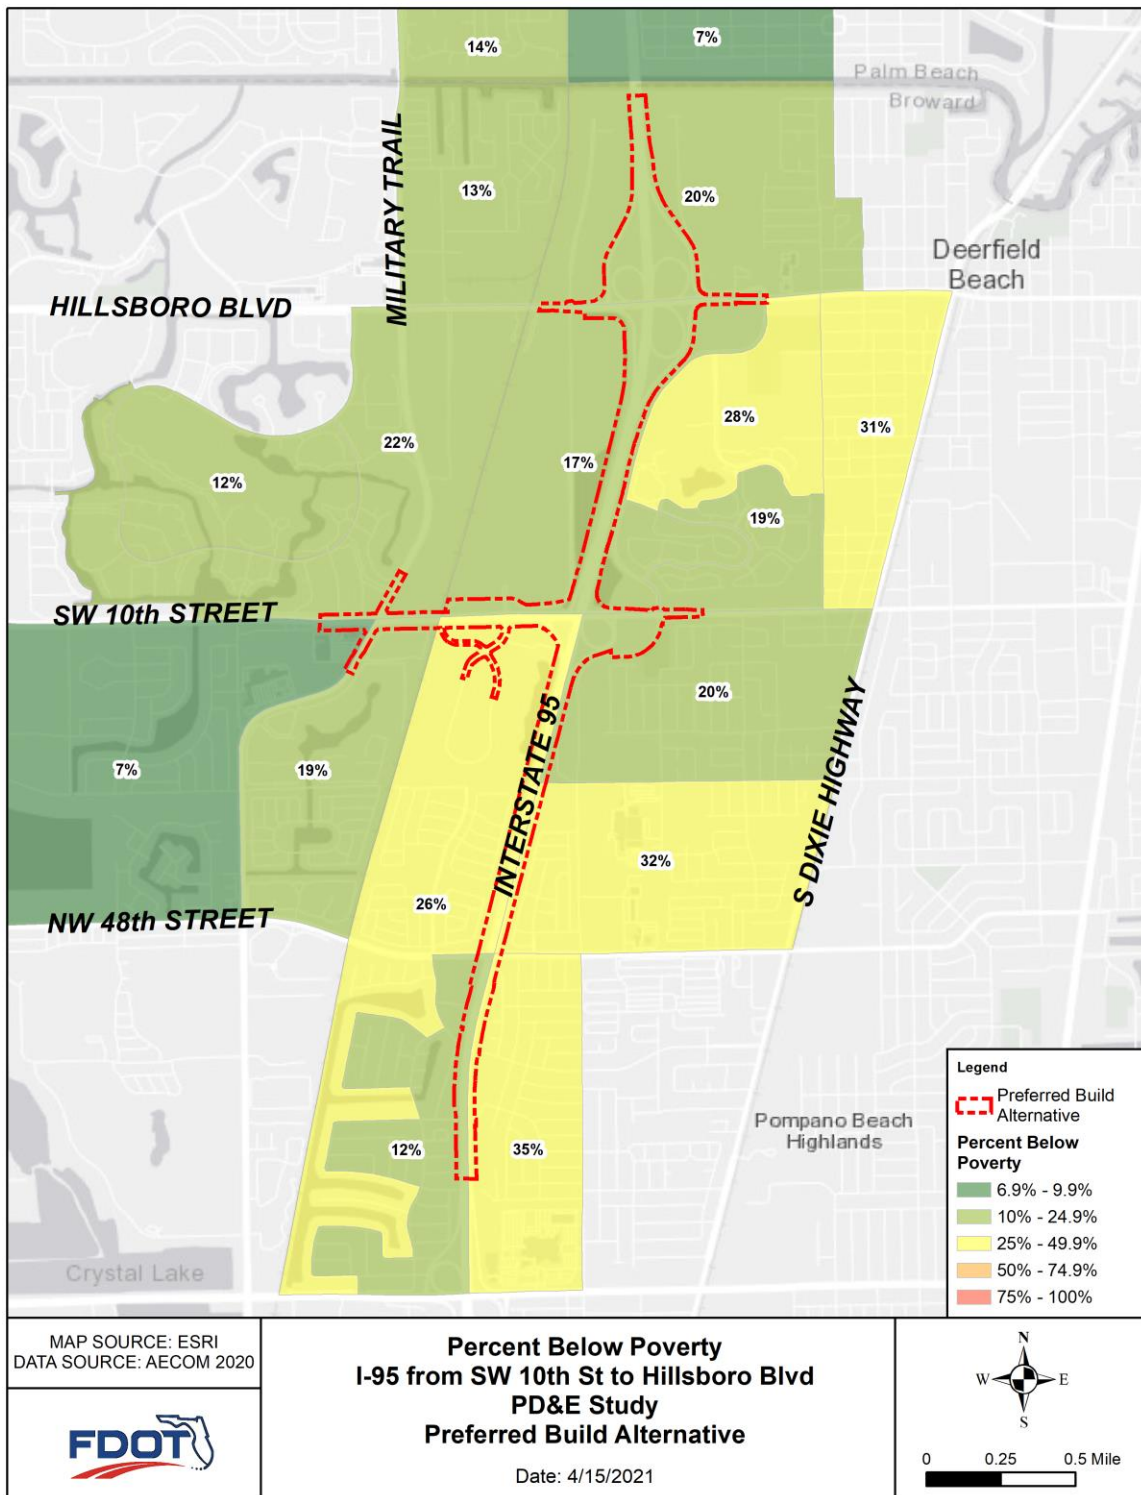 14%
7%
Palm Beach
Broward
MILITARY TRAIL
13%
20%
Deerfield
Beach
HILLSBORO BLVD
28%
31%
22%
17%
12%
19%
SW 10th STREET
20%
INTERSTATE 95
S DIXIE HIGHWAY
7%
19%
32%
26%
NW 48th STREET
12%
35%
Pompano Beach
Highlands
Crystal Lake
Legend
Preferred Build
Alternative
Percent Below
Poverty
6.9% - 9.9%
10% - 24.9%
25% - 49.9%
50% - 74.9%
75% - 100%
MAP SOURCE: ESRI
DATA SOURCE: AECOM 2020
FDOT
Percent Below Poverty
I-95 from SW 10th St to Hillsboro Blvd
PD&E Study
Preferred Build Alternative
Date: 4/15/2021
N
W E
S
0 0.25 0.5 Mile